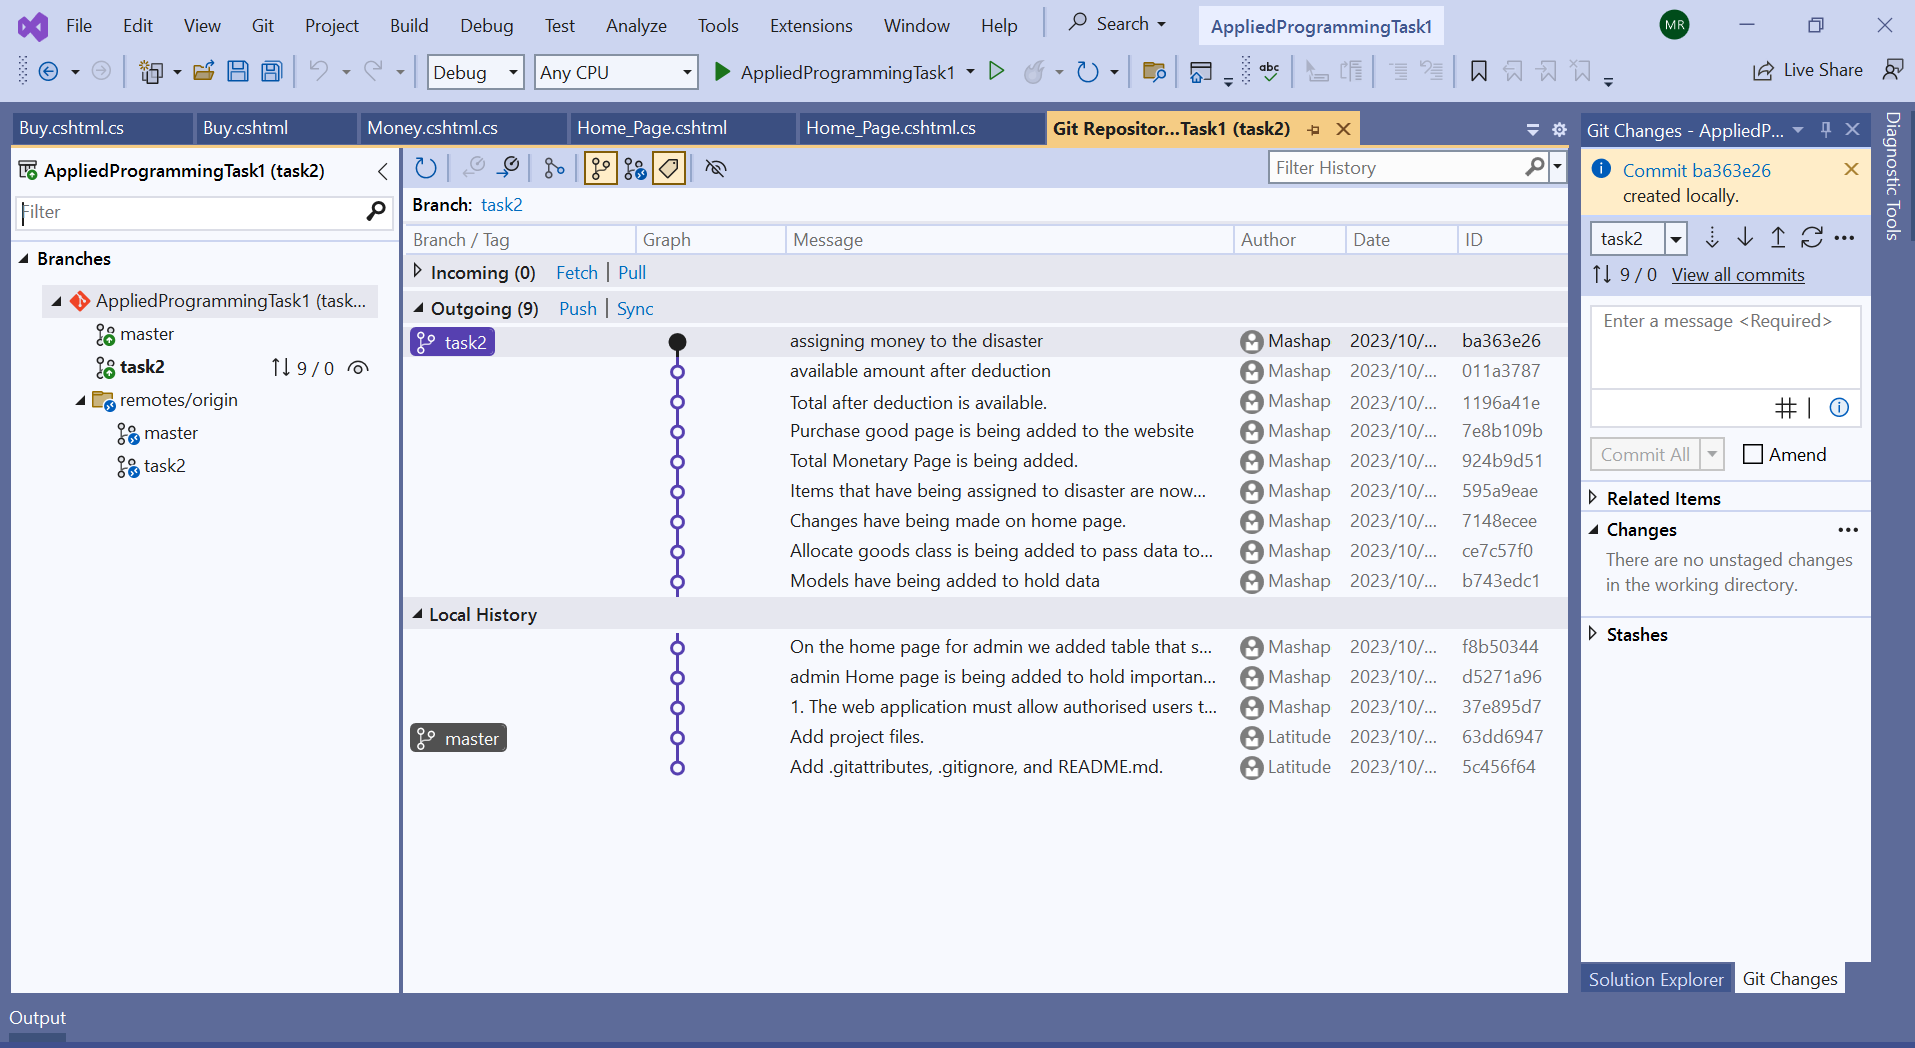 File Edit View Git Project Build Debug Test Analyze Tools Extensions Window Help Search AppliedProgrammingTask1 MR
Debug Any CPU AppliedProgrammingTask1 abc Live Share
Buy.cshtml.cs Buy.cshtml Money.cshtml.cs Home_Page.cshtml Home_Page.cshtml.cs Git Repositor...Task1 (task2)
AppliedProgrammingTask1 (task2)
Filter
Branches
AppliedProgrammingTask1 (task...
master
task2 9 / 0
remotes/origin
master
task2
Filter History
Branch: task2
Branch / Tag Graph Message Author Date ID
Incoming (0) Fetch | Pull
Outgoing (9) Push | Sync
task2 assigning money to the disaster Mashap 2023/10/... ba363e26
available amount after deduction Mashap 2023/10/... 011a3787
Total after deduction is available. Mashap 2023/10/... 1196a41e
Purchase good page is being added to the website Mashap 2023/10/... 7e8b109b
Total Monetary Page is being added. Mashap 2023/10/... 924b9d51
Items that have being assigned to disaster are now... Mashap 2023/10/... 595a9eae
Changes have being made on home page. Mashap 2023/10/... 7148ecee
Allocate goods class is being added to pass data to... Mashap 2023/10/... ce7c57f0
Models have being added to hold data Mashap 2023/10/... b743edc1
Local History
On the home page for admin we added table that s... Mashap 2023/10/... f8b50344
admin Home page is being added to hold importan... Mashap 2023/10/... d5271a96
1. The web application must allow authorised users t... Mashap 2023/10/... 37e895d7
master Add project files. Latitude 2023/10/... 63dd6947
Add .gitattributes, .gitignore, and README.md. Latitude 2023/10/... 5c456f64
Git Changes - AppliedP...
Commit ba363e26
created locally.
task2
9 / 0 View all commits
Enter a message <Required>
Commit All Amend
Related Items
Changes
There are no unstaged changes
in the working directory.
Stashes
Solution Explorer Git Changes
Diagnostic Tools
Output